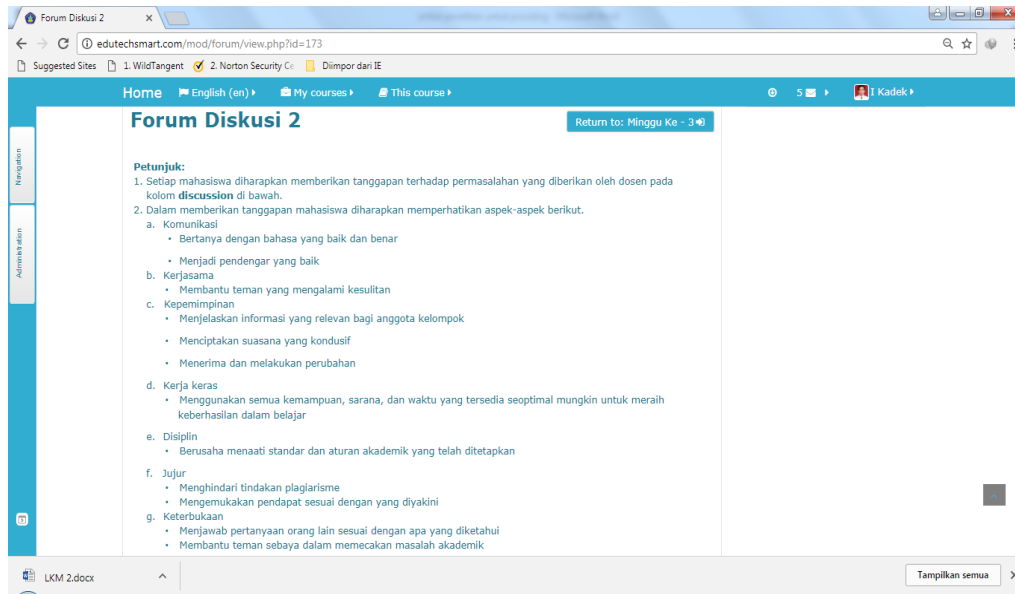 Forum Diskusi 2
edutechsmart.com/mod/forum/view.php?id=173
Suggested Sites 1. WildTangent 2. Norton Security Ce Diimpor dari IE
Home English (en) My courses This course 5 I Kadek
Forum Diskusi 2
Return to: Minggu Ke - 3
Navigation
Administration
Petunjuk:
1. Setiap mahasiswa diharapkan memberikan tanggapan terhadap permasalahan yang diberikan oleh dosen pada
kolom discussion di bawah.
2. Dalam memberikan tanggapan mahasiswa diharapkan memperhatikan aspek-aspek berikut.
a. Komunikasi
• Bertanya dengan bahasa yang baik dan benar
• Menjadi pendengar yang baik
b. Kerjasama
• Membantu teman yang mengalami kesulitan
c. Kepemimpinan
• Menjelaskan informasi yang relevan bagi anggota kelompok
• Menciptakan suasana yang kondusif
• Menerima dan melakukan perubahan
d. Kerja keras
• Menggunakan semua kemampuan, sarana, dan waktu yang tersedia seoptimal mungkin untuk meraih
keberhasilan dalam belajar
e. Disiplin
• Berusaha menaati standar dan aturan akademik yang telah ditetapkan
f. Jujur
• Menghindari tindakan plagiarisme
• Mengemukakan pendapat sesuai dengan yang diyakini
g. Keterbukaan
• Menjawab pertanyaan orang lain sesuai dengan apa yang diketahui
• Membantu teman sebaya dalam memecakan masalah akademik
LKM 2.docx
Tampilkan semua